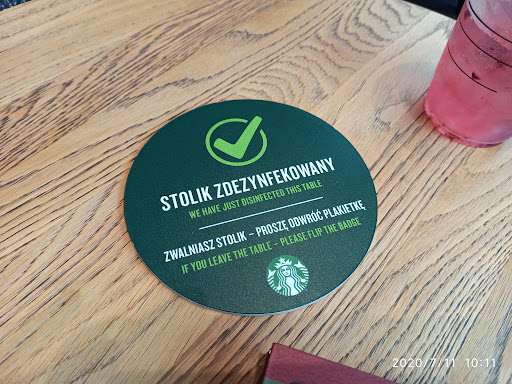 STOLIK ZDEZYNFEKOWANY
WE HAVE JUST DISINFECTED THIS TABLE
ZWALNIASZ STOLIK – PROSZĘ ODWRÓĆ PLAKIETKĘ
IF YOU LEAVE THE TABLE – PLEASE FLIP THE BADGE
2020/7/11 10:11